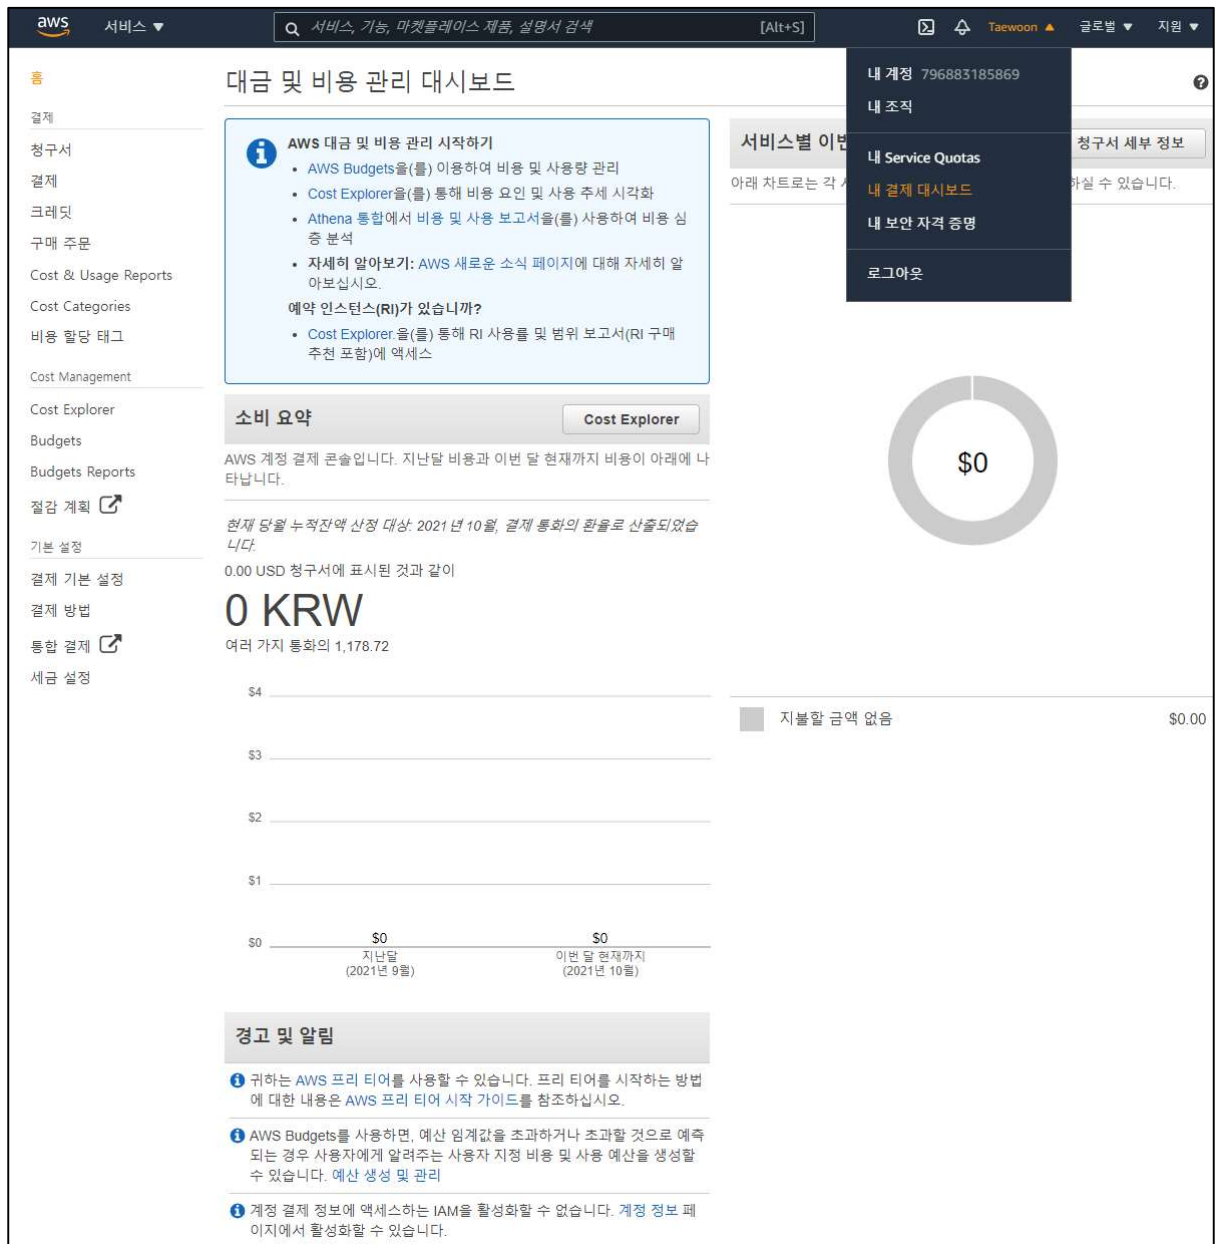 aws 서비스 ▼ 서비스, 기능, 마켓플레이스 제품, 설명서 검색 [Alt+S] Taewoon ▲ 글로벌 ▼ 지원 ▼
내 계정 796883185869
내 조직
내 Service Quotas
내 결제 대시보드
내 보안 자격 증명
로그아웃
홈
결제
청구서
결제
크레딧
구매 주문
Cost & Usage Reports
Cost Categories
비용 할당 태그
Cost Management
Cost Explorer
Budgets
Budgets Reports
절감 계획
기본 설정
결제 기본 설정
결제 방법
통합 결제
세금 설정
대금 및 비용 관리 대시보드
AWS 대금 및 비용 관리 시작하기
• AWS Budgets을(를) 이용하여 비용 및 사용량 관리
• Cost Explorer을(를) 통해 비용 요인 및 사용 추세 시각화
• Athena 통합에서 비용 및 사용 보고서을(를) 사용하여 비용 심
층 분석
• 자세히 알아보기: AWS 새로운 소식 페이지에 대해 자세히 알
아보십시오.
예약 인스턴스(RI)가 있습니까?
• Cost Explorer.을(를) 통해 RI 사용률 및 범위 보고서(RI 구매
추천 포함)에 액세스
소비 요약 Cost Explorer
AWS 계정 결제 콘솔입니다. 지난달 비용과 이번 달 현재까지 비용이 아래에 나
타납니다.
현재 당월 누적잔액 산정 대상: 2021년 10월, 결제 통화의 환율로 산출되었습
니다.
0.00 USD 청구서에 표시된 것과 같이
0 KRW
여러 가지 통화의 1,178.72
$4
$3
$2
$1
$0 $0 $0
지난달 이번 달 현재까지
(2021년 9월) (2021년 10월)
경고 및 알림
귀하는 AWS 프리 티어를 사용할 수 있습니다. 프리 티어를 시작하는 방법
에 대한 내용은 AWS 프리 티어 시작 가이드를 참조하십시오.
AWS Budgets를 사용하면, 예산 임계값을 초과하거나 초과할 것으로 예측
되는 경우 사용자에게 알려주는 사용자 지정 비용 및 사용 예산을 생성할
수 있습니다. 예산 생성 및 관리
계정 결제 정보에 액세스하는 IAM을 활성화할 수 없습니다. 계정 정보 페
이지에서 활성화할 수 있습니다.
서비스별 청구서 세부 정보
아래 차트로는 각 수 있습니다.
$0
지불할 금액 없음 $0.00